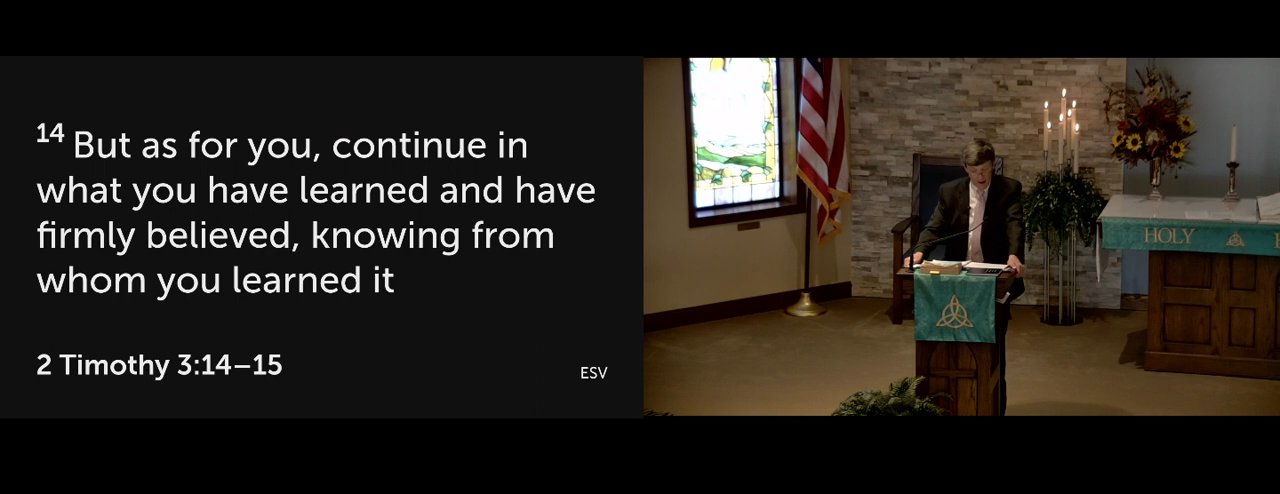 14 But as for you, continue in
what you have learned and have
firmly believed, knowing from
whom you learned it
2 Timothy 3:14–15
ESV
HOLY